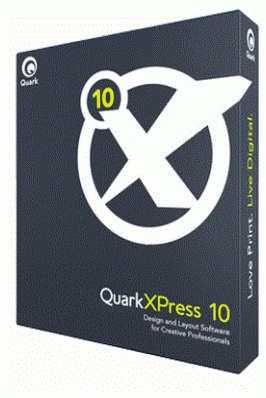 Quark
10
QuarkXPress 10
Design and Layout Software
for Creative Professionals
Love Print. Live Digital.